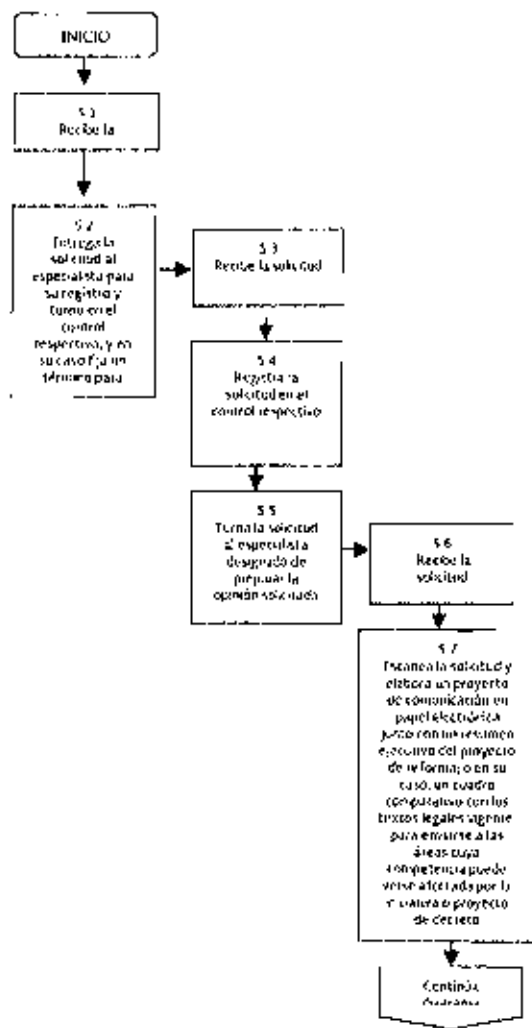 INICIO
5.1
Recibe la
5.2
Entrega la
solicitud al
especialista para
su registro y
turno en el
control
respectivo, y en
su caso fija un
término para
5.3
Recibe la solicitud
5.4
Registra la
solicitud en el
control respectivo
5.5
Turna la solicitud
al especialista
designado de
preparar la
opinión solicitada
5.6
Recibe la
solicitud
5.7
Escanea la solicitud y
elabora un proyecto
de comunicación en
papel electrónica
junto con un resumen
ejecutivo del proyecto
de reforma; o en su
caso, un cuadro
comparativo con los
textos legales vigente
para enviarse a las
áreas cuya
competencia puede
verse afectada por la
iniciativa o proyecto
de decreto
Continúa